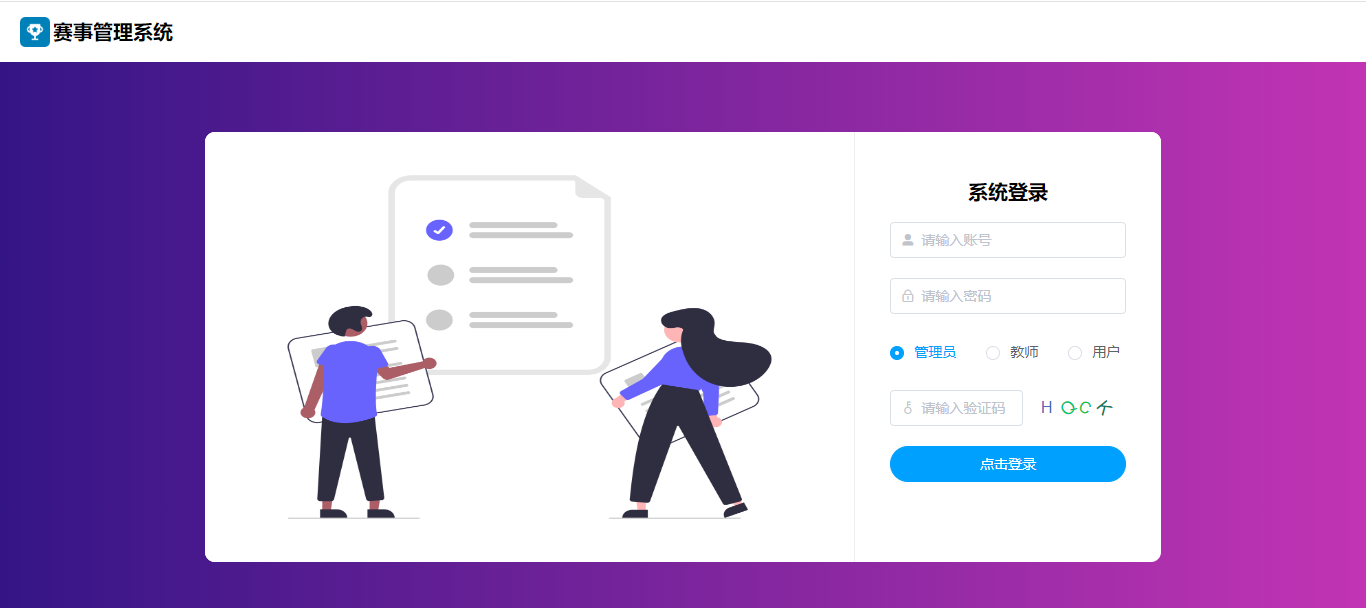 赛事管理系统
系统登录
请输入账号
请输入密码
管理员 教师 用户
请输入验证码
点击登录